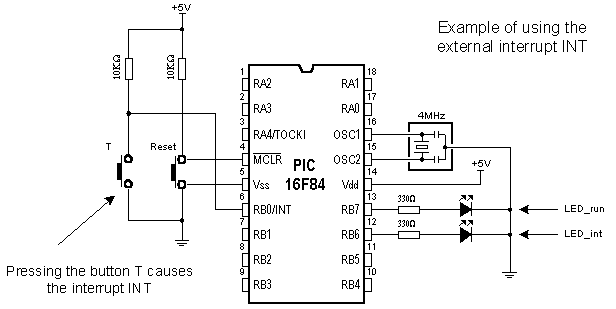 +5V
Example of using the
external interrupt INT
10KΩ
10KΩ
T
Reset
1
2
3
4
5
6
7
8
9
RA2
RA3
RA4/TOCKI
MCLR
Vss
RB0/INT
RB1
RB2
RB3
PIC
16F84
RA1
RA0
OSC1
OSC2
Vdd
RB7
RB6
RB5
RB4
18
17
16
15
14
13
12
11
10
4MHz
+5V
330Ω
330Ω
LED_run
LED_int
Pressing the button T causes
the interrupt INT